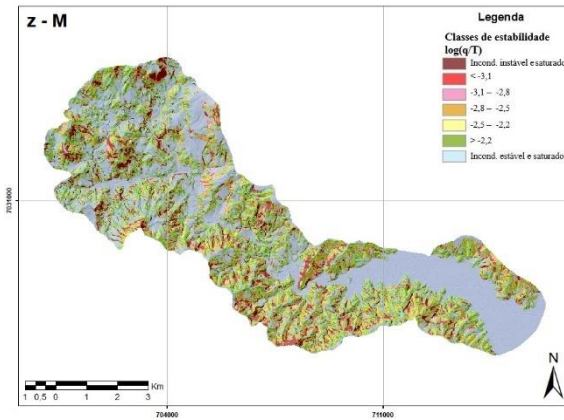 z - M
Legenda
Classes de estabilidade
log(q/T)
Incond. instável e saturado
< -3,1
-3,1 – -2,8
-2,8 – -2,5
-2,5 – -2,2
> -2,2
Incond. estável e saturado
7031000
N
Km
1 0,5 0 1 2 3
704000 711000